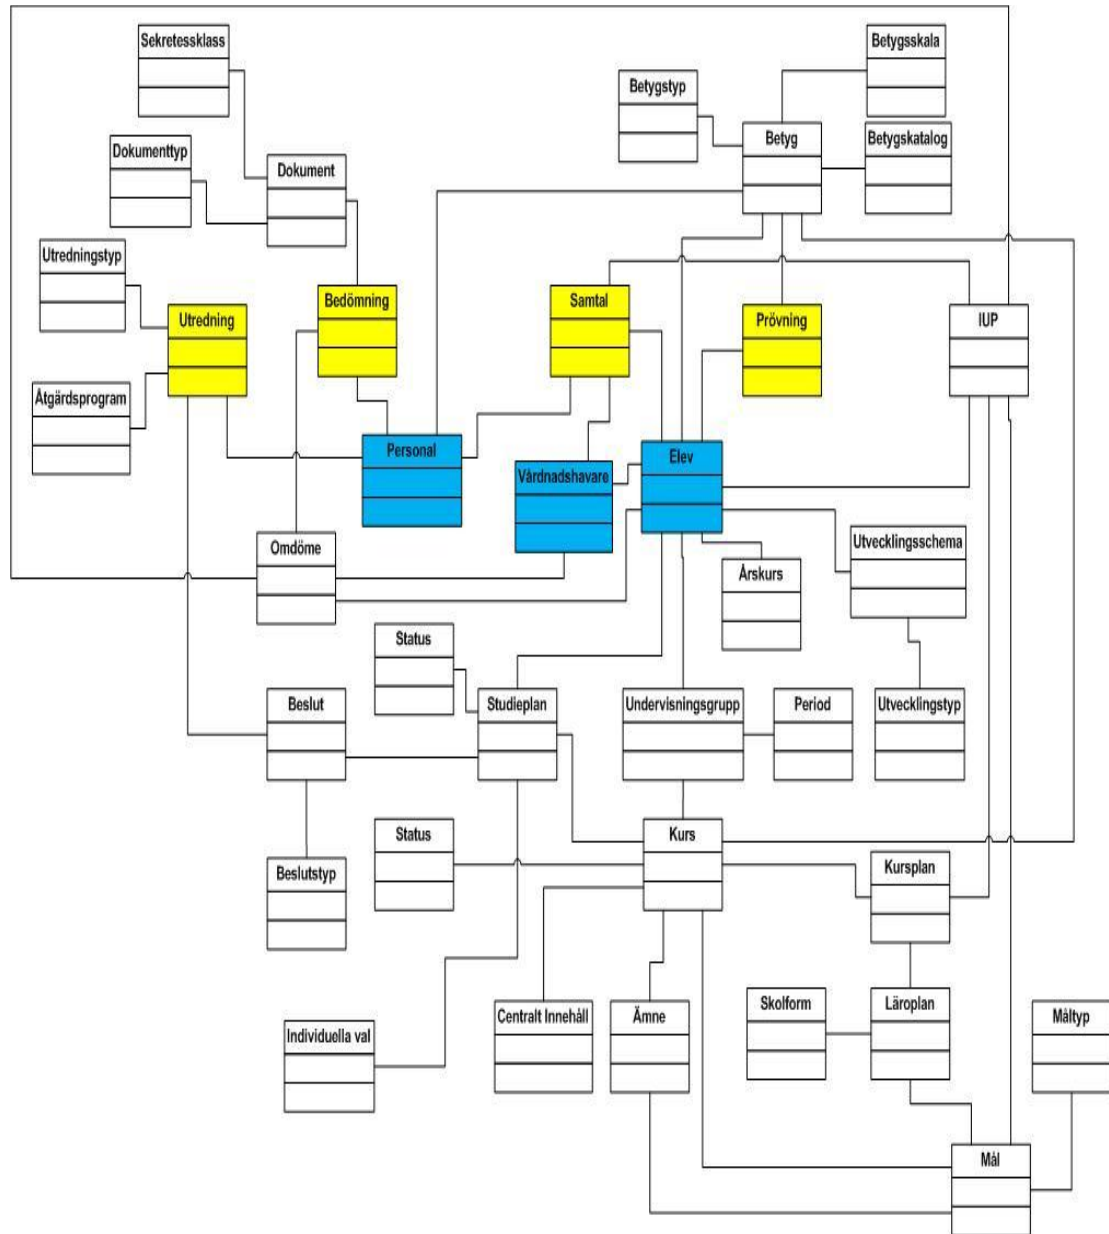 Sekretessklass
Betygsskala
Betygstyp
Dokumenttyp
Dokument
Betyg
Betygskatalog
Utredningstyp
Utredning
Bedömning
Samtal
Prövning
IUP
Åtgärdsprogram
Personal
Vårdnadshavare
Elev
Omdöme
Årskurs
Utvecklingsschema
Status
Beslut
Studieplan
Undervisningsgrupp
Period
Utvecklingstyp
Status
Kurs
Beslutstyp
Kursplan
Individuella val
Centralt Innehåll
Ämne
Skolform
Läroplan
Måltyp
Mål